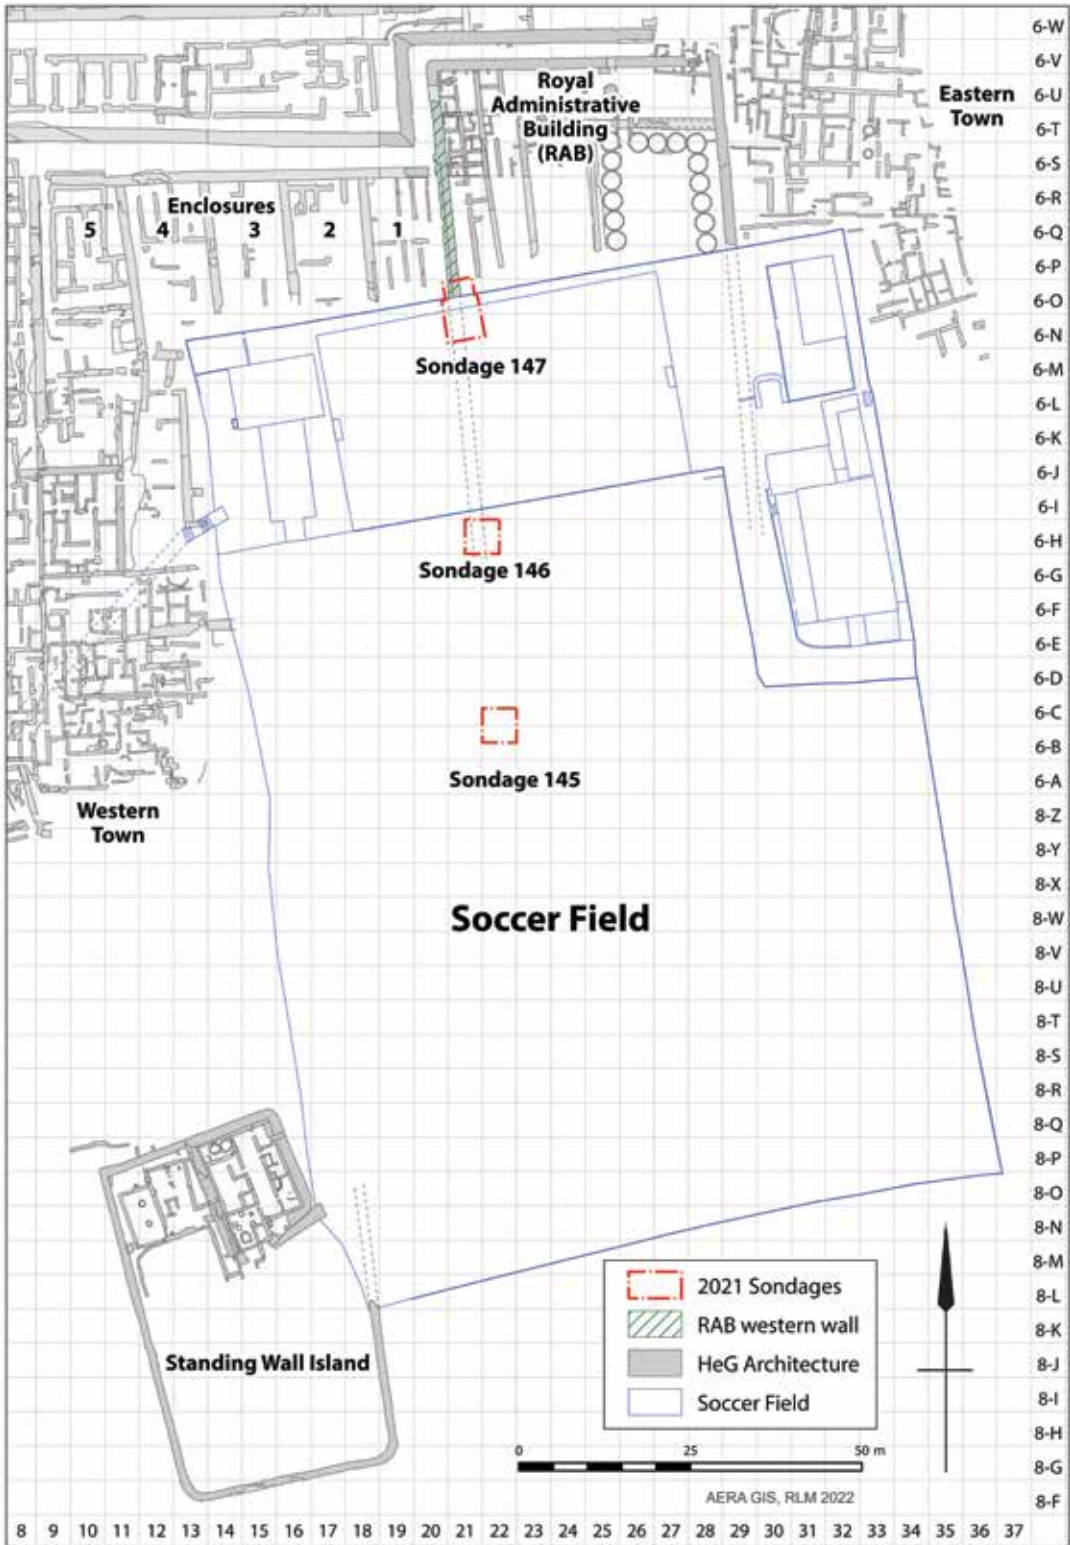 6-W
6-V
6-U
6-T
6-S
6-R
6-Q
6-P
6-O
6-N
6-M
6-L
6-K
6-J
6-I
6-H
6-G
6-F
6-E
6-D
6-C
6-B
6-A
8-Z
8-Y
8-X
8-W
8-V
8-U
8-T
8-S
8-R
8-Q
8-P
8-O
8-N
8-M
8-L
8-K
8-J
8-I
8-H
8-G
8-F
Royal
Administrative
Building
(RAB)
Eastern
Town
Enclosures
5 4 3 2 1
Sondage 147
Sondage 146
Sondage 145
Western
Town
Soccer Field
Standing Wall Island
2021 Sondages
RAB western wall
HeG Architecture
Soccer Field
0 25 50 m
AERA GIS, RLM 2022
8 9 10 11 12 13 14 15 16 17 18 19 20 21 22 23 24 25 26 27 28 29 30 31 32 33 34 35 36 37